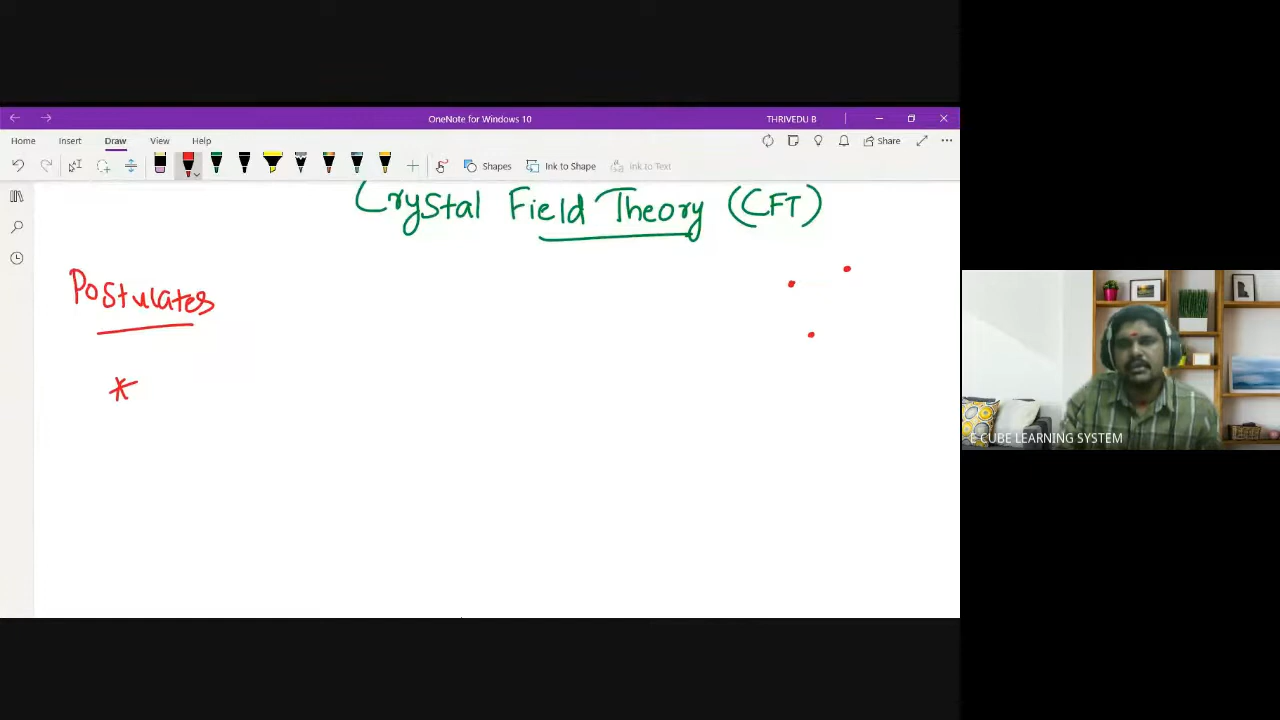 OneNote for Windows 10
THRIVEDU B
Home Insert Draw View Help
Share
Shapes Ink to Shape Ink to Text
Crystal Field Theory (CFT)
Postulates
*
E CUBE LEARNING SYSTEM